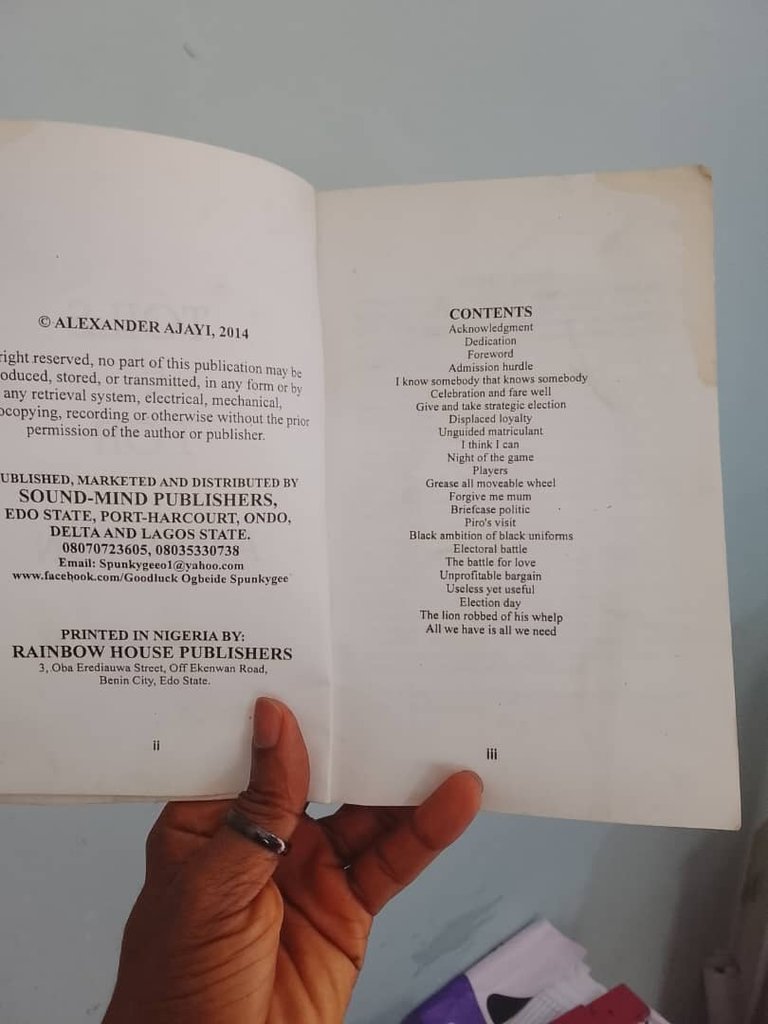 © ALEXANDER AJAYI, 2014
right reserved, no part of this publication may be
oduced, stored, or transmitted, in any form or by
any retrieval system, electrical, mechanical,
ocopying, recording or otherwise without the prior
permission of the author or publisher.
UBLISHED, MARKETED AND DISTRIBUTED BY
SOUND-MIND PUBLISHERS,
EDO STATE, PORT-HARCOURT, ONDO,
DELTA AND LAGOS STATE.
08070723605, 08035330738
Email: Spunkygeeo1@yahoo.com
www.facebook.com/Goodluck Ogbeide Spunkygee
PRINTED IN NIGERIA BY:
RAINBOW HOUSE PUBLISHERS
3, Oba Erediauwa Street, Off Ekenwan Road,
Benin City, Edo State.
ii
CONTENTS
Acknowledgment
Dedication
Foreword
Admission hurdle
I know somebody that knows somebody
Celebration and fare well
Give and take strategic election
Displaced loyalty
Unguided matriculant
I think I can
Night of the game
Players
Grease all moveable wheel
Forgive me mum
Briefcase politic
Piro's visit
Black ambition of black uniforms
Electoral battle
The battle for love
Unprofitable bargain
Useless yet useful
Election day
The lion robbed of his whelp
All we have is all we need
iii